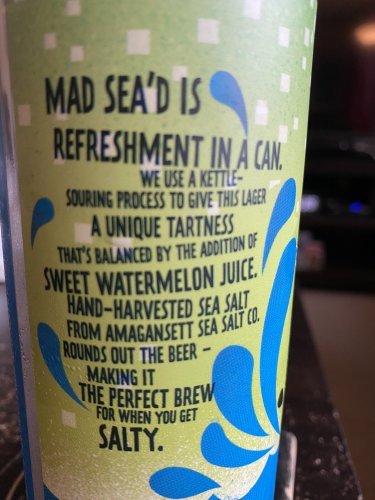 MAD SEA'D IS
REFRESHMENT IN A CAN.
WE USE A KETTLE-
SOURING PROCESS TO GIVE THIS LAGER
A UNIQUE TARTNESS
THAT'S BALANCED BY THE ADDITION OF
SWEET WATERMELON JUICE.
HAND-HARVESTED SEA SALT
FROM AMAGANSETT SEA SALT CO.
ROUNDS OUT THE BEER -
MAKING IT
THE PERFECT BREW
FOR WHEN YOU GET
SALTY.